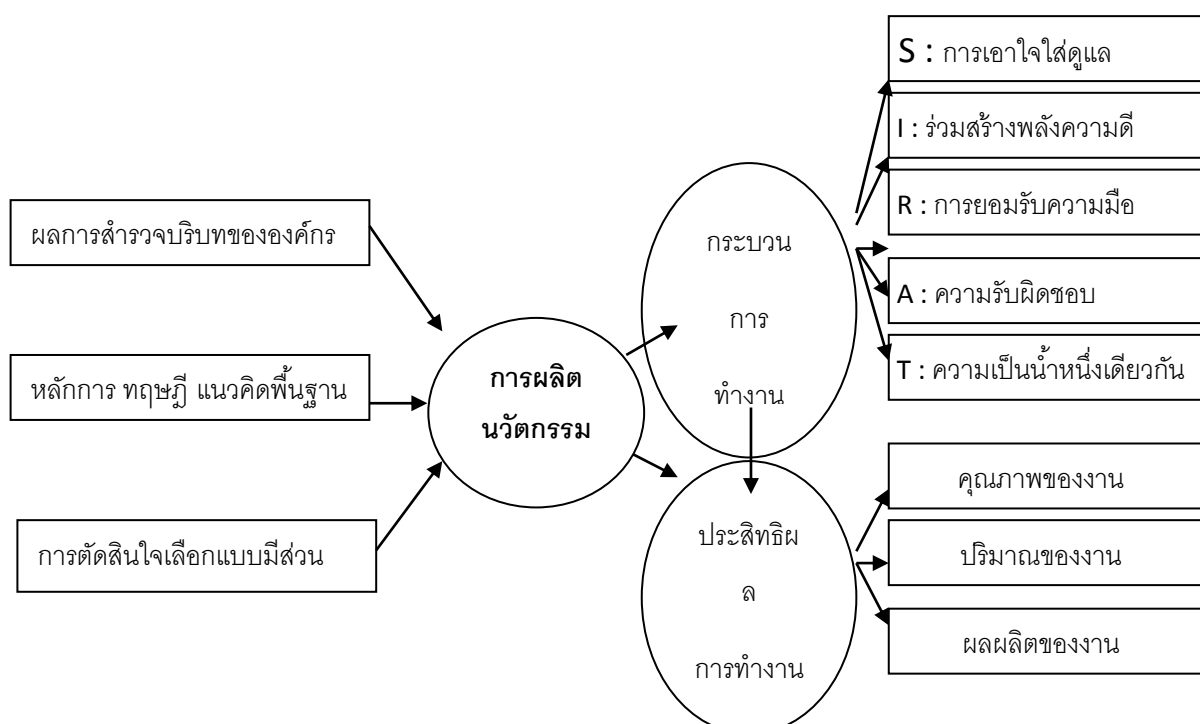 ผลการสำรวจบริบทขององค์กร
หลักการ ทฤษฎี แนวคิดพื้นฐาน
การตัดสินใจเลือกแบบมีส่วน
การผลิต
นวัตกรรม
กระบวน
การ
ทำงาน
ประสิทธิผ
ล
การทำงาน
S : การเอาใจใส่ดูแล
I : ร่วมสร้างพลังความดี
R : การยอมรับความมือ
A : ความรับผิดชอบ
T : ความเป็นน้ำหนึ่งเดียวกัน
คุณภาพของงาน
ปริมาณของงาน
ผลผลิตของงาน